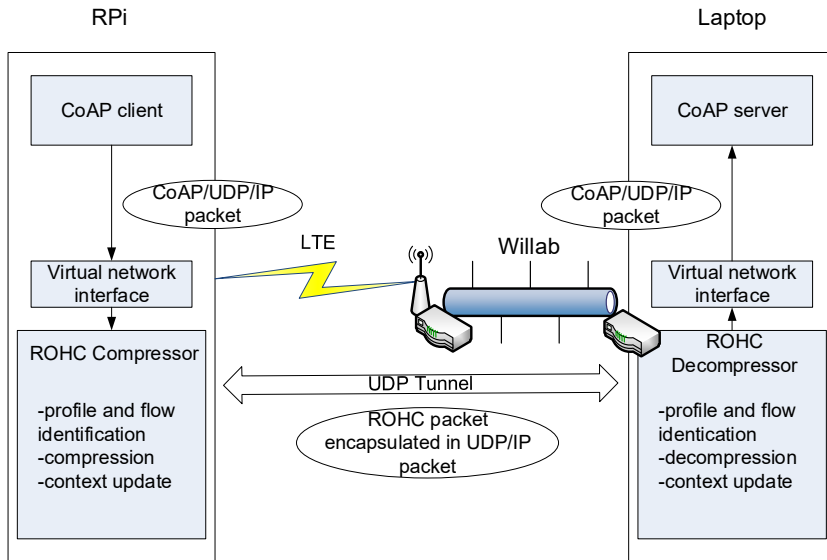 RPi
Laptop
CoAP client
CoAP server
CoAP/UDP/IP
packet
CoAP/UDP/IP
packet
LTE
Willab
Virtual network
interface
Virtual network
interface
ROHC Compressor
-profile and flow
identification
-compression
-context update
UDP Tunnel
ROHC packet
encapsulated in UDP/IP
packet
ROHC
Decompressor
-profile and flow
identication
-decompression
-context update